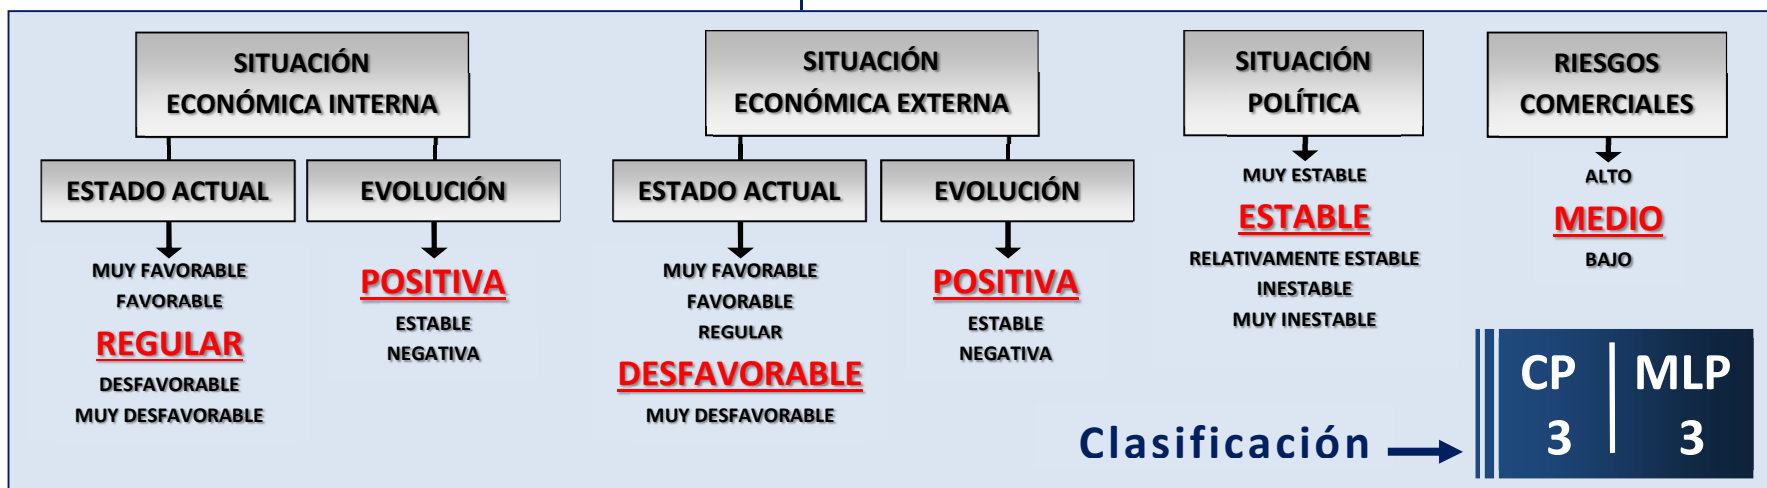 SITUACIÓN
ECONÓMICA INTERNA
ESTADO ACTUAL
MUY FAVORABLE
FAVORABLE
REGULAR
DESFAVORABLE
MUY DESFAVORABLE
EVOLUCIÓN
POSITIVA
ESTABLE
NEGATIVA
SITUACIÓN
ECONÓMICA EXTERNA
ESTADO ACTUAL
MUY FAVORABLE
FAVORABLE
REGULAR
DESFAVORABLE
MUY DESFAVORABLE
EVOLUCIÓN
POSITIVA
ESTABLE
NEGATIVA
SITUACIÓN
POLÍTICA
MUY ESTABLE
ESTABLE
RELATIVAMENTE ESTABLE
INESTABLE
MUY INESTABLE
RIESGOS
COMERCIALES
ALTO
MEDIO
BAJO
Clasificación
CP
3
MLP
3